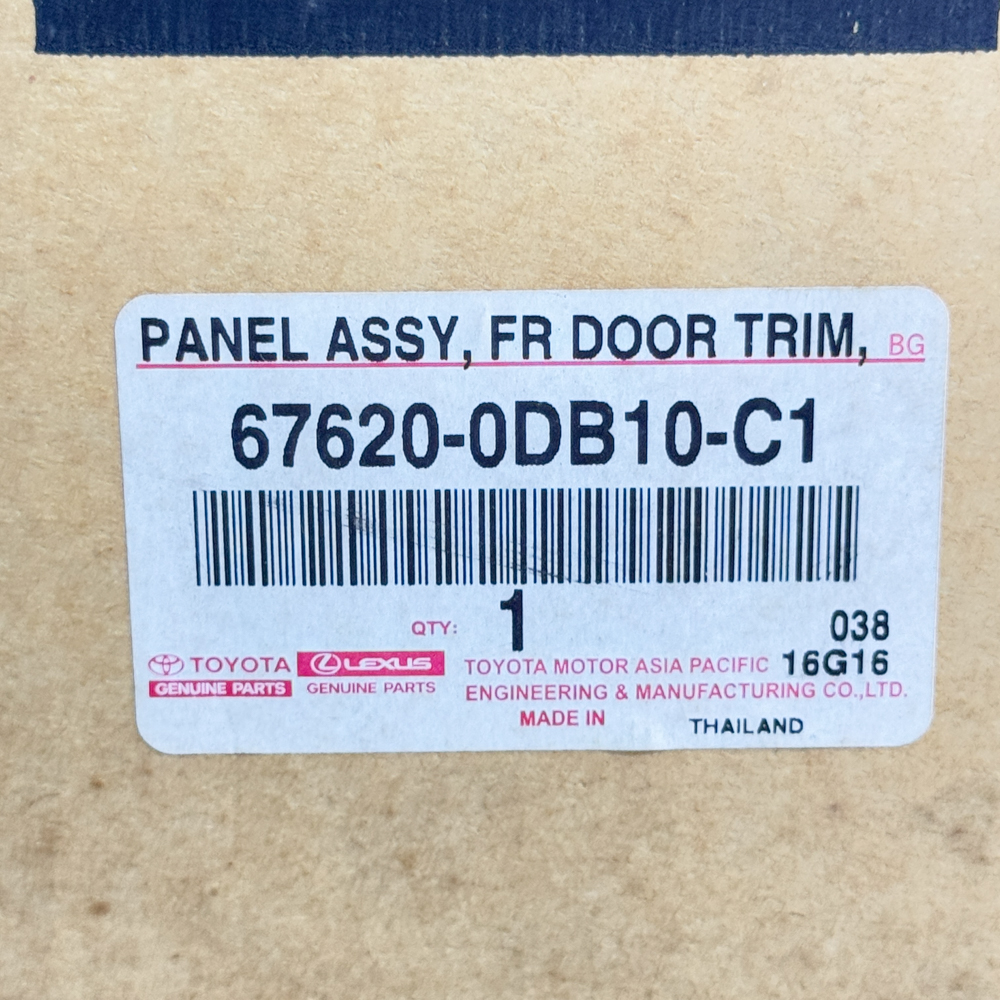 PANEL ASSY, FR DOOR TRIM, BG
67620-0DB10-C1
QTY: 1
038
TOYOTA LEXUS TOYOTA MOTOR ASIA PACIFIC 16G16
GENUINE PARTS GENUINE PARTS ENGINEERING & MANUFACTURING CO.,LTD.
MADE IN THAILAND